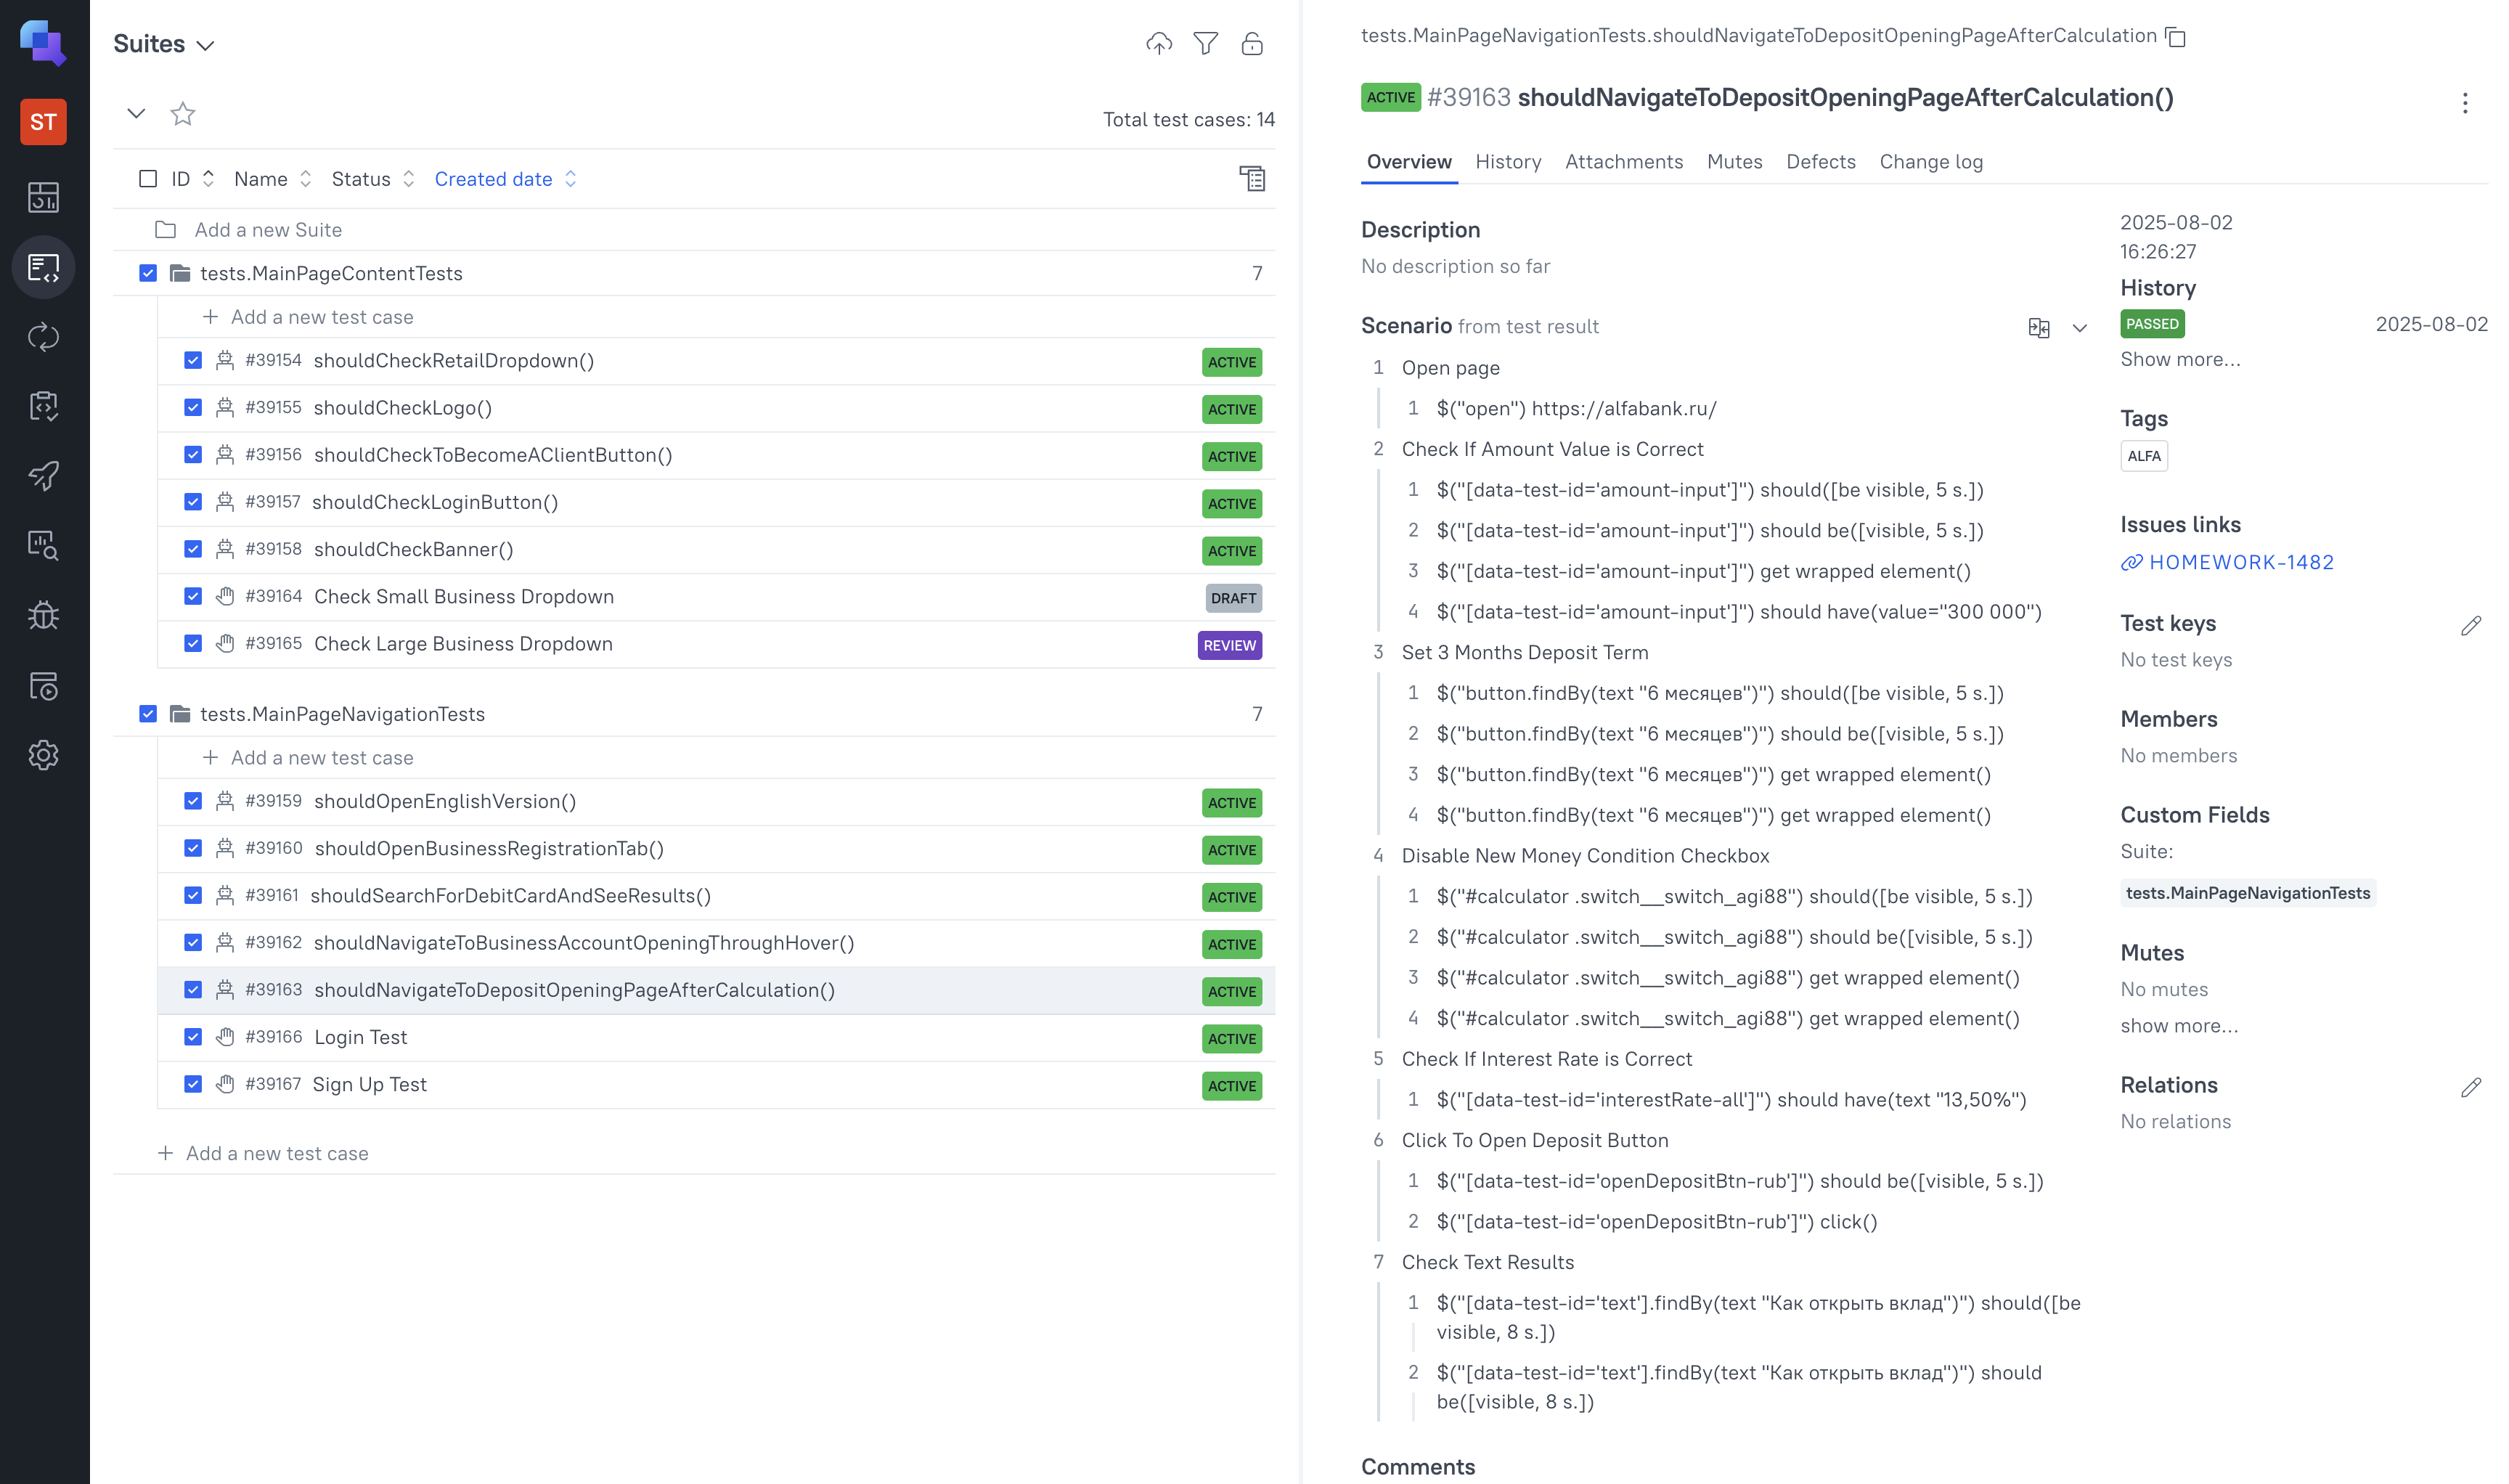 Suites
ST
Total test cases: 14
ID Name Status Created date
Add a new Suite
tests.MainPageContentTests 7
Add a new test case
#39154 shouldCheckRetailDropdown() ACTIVE
#39155 shouldCheckLogo() ACTIVE
#39156 shouldCheckToBecomeAClientButton() ACTIVE
#39157 shouldCheckLoginButton() ACTIVE
#39158 shouldCheckBanner() ACTIVE
#39164 Check Small Business Dropdown DRAFT
#39165 Check Large Business Dropdown REVIEW
tests.MainPageNavigationTests 7
Add a new test case
#39159 shouldOpenEnglishVersion() ACTIVE
#39160 shouldOpenBusinessRegistrationTab() ACTIVE
#39161 shouldSearchForDebitCardAndSeeResults() ACTIVE
#39162 shouldNavigateToBusinessAccountOpeningThroughHover() ACTIVE
#39163 shouldNavigateToDepositOpeningPageAfterCalculation() ACTIVE
#39166 Login Test ACTIVE
#39167 Sign Up Test ACTIVE
Add a new test case
tests.MainPageNavigationTests.shouldNavigateToDepositOpeningPageAfterCalculation
ACTIVE #39163 shouldNavigateToDepositOpeningPageAfterCalculation()
Overview History Attachments Mutes Defects Change log
Description
No description so far
Scenario from test result
1 Open page
1 $("open") https://alfabank.ru/
2 Check If Amount Value is Correct
1 $("[data-test-id='amount-input']") should([be visible, 5 s.])
2 $("[data-test-id='amount-input']") should be([visible, 5 s.])
3 $("[data-test-id='amount-input']") get wrapped element()
4 $("[data-test-id='amount-input']") should have(value="300 000")
3 Set 3 Months Deposit Term
1 $("button.findBy(text "6 месяцев")") should([be visible, 5 s.])
2 $("button.findBy(text "6 месяцев")") should be([visible, 5 s.])
3 $("button.findBy(text "6 месяцев")") get wrapped element()
4 $("button.findBy(text "6 месяцев")") get wrapped element()
4 Disable New Money Condition Checkbox
1 $("#calculator .switch__switch_agi88") should([be visible, 5 s.])
2 $("#calculator .switch__switch_agi88") should be([visible, 5 s.])
3 $("#calculator .switch__switch_agi88") get wrapped element()
4 $("#calculator .switch__switch_agi88") get wrapped element()
5 Check If Interest Rate is Correct
1 $("[data-test-id='interestRate-all']") should have(text "13,50%")
6 Click To Open Deposit Button
1 $("[data-test-id='openDepositBtn-rub']") should be([visible, 5 s.])
2 $("[data-test-id='openDepositBtn-rub']") click()
7 Check Text Results
1 $("[data-test-id='text'].findBy(text "Как открыть вклад")") should([be
visible, 8 s.])
2 $("[data-test-id='text'].findBy(text "Как открыть вклад")") should
be([visible, 8 s.])
Comments
2025-08-02
16:26:27
History
PASSED 2025-08-02
Show more...
Tags
ALFA
Issues links
HOMEWORK-1482
Test keys
No test keys
Members
No members
Custom Fields
Suite:
tests.MainPageNavigationTests
Mutes
No mutes
show more...
Relations
No relations